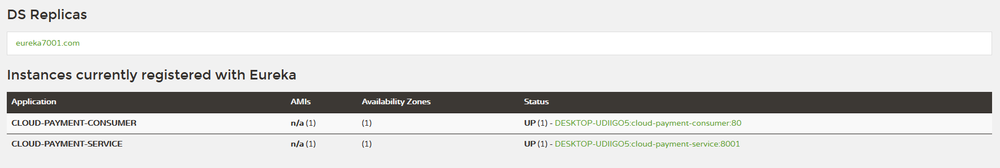 DS Replicas
eureka7001.com
Instances currently registered with Eureka
Application AMIs Availability Zones Status
CLOUD-PAYMENT-CONSUMER n/a (1) (1) UP (1) - DESKTOP-UDIIGO5:cloud-payment-consumer:80
CLOUD-PAYMENT-SERVICE n/a (1) (1) UP (1) - DESKTOP-UDIIGO5:cloud-payment-service:8001